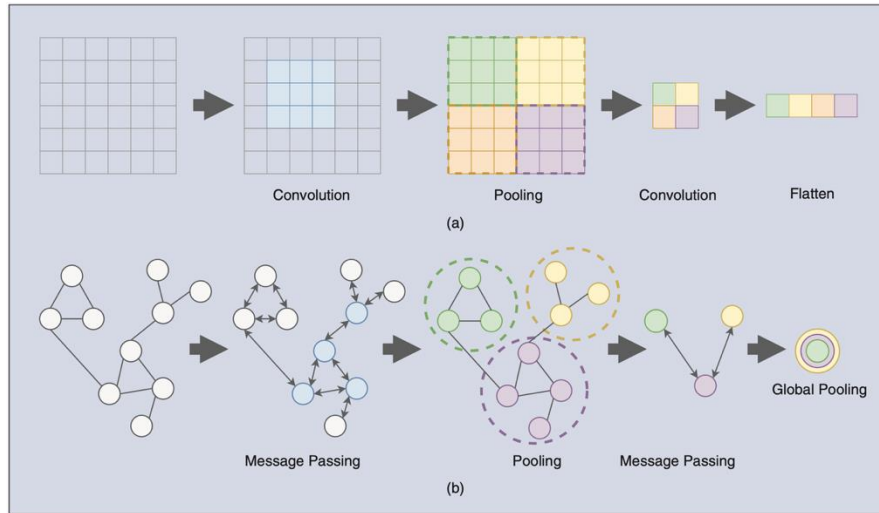 Convolution
Pooling
Convolution
Flatten
(a)
Global Pooling
Message Passing
Pooling
Message Passing
(b)